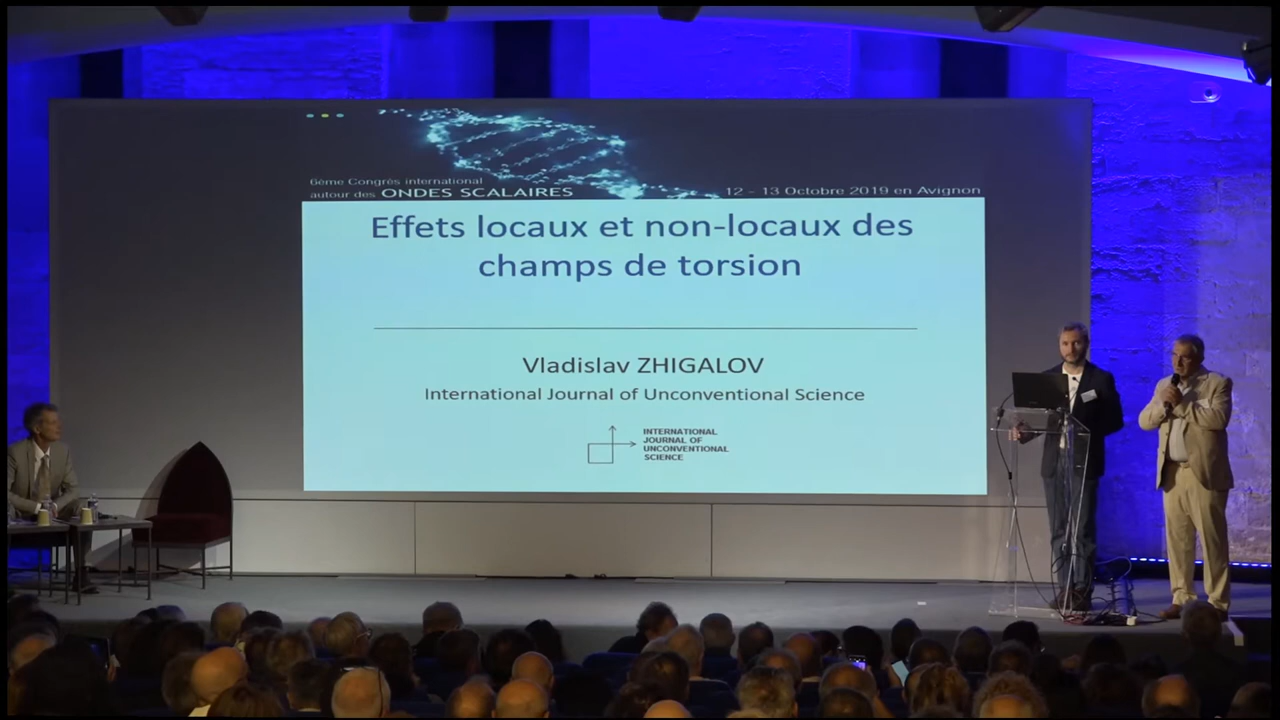 6ème Congrès international
autour des ONDES SCALAIRES
12 - 13 Octobre 2019 en Avignon
Effets locaux et non-locaux des
champs de torsion
Vladislav ZHIGALOV
International Journal of Unconventional Science
INTERNATIONAL
JOURNAL OF
UNCONVENTIONAL
SCIENCE